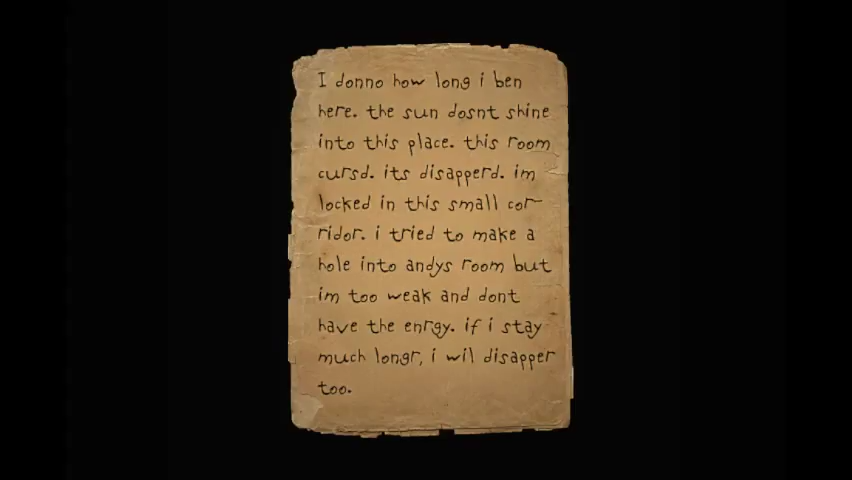 I donno how long i ben
here. the sun dosnt shine
into this place. this room
cursd. its disapperd. im
locked in this small cor-
ridor. i tried to make a
hole into andys room but
im too weak and dont
have the enrgy. if i stay
much longr, i wil disapper
too.